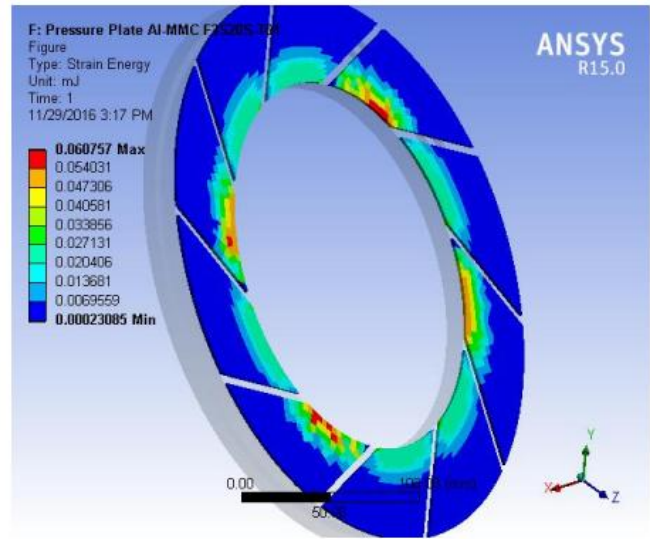 F: Pressure Plate Al-MMC
Figure
Type: Strain Energy
Unit: mJ
Time: 1
11/29/2016 3:17 PM
ANSYS
R15.0
0.060757 Max
0.054031
0.047306
0.040581
0.033856
0.027131
0.020406
0.013681
0.0069559
0.00023085 Min
0.00
50.00
Y
X
Z